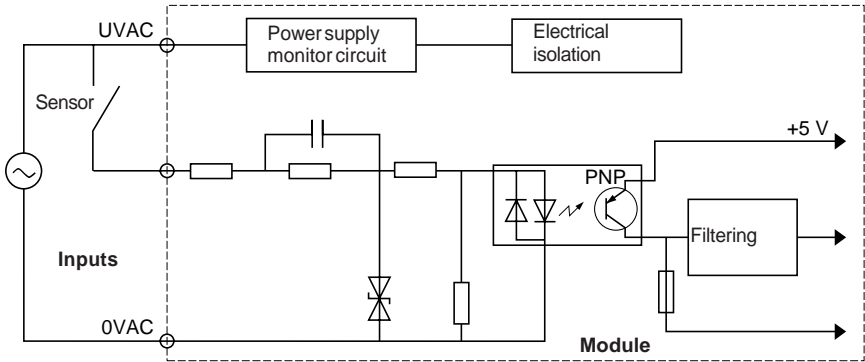 UVAC
Power supply
monitor circuit
Electrical
isolation
Sensor
+5 V
PNP
Filtering
Inputs
0VAC
Module